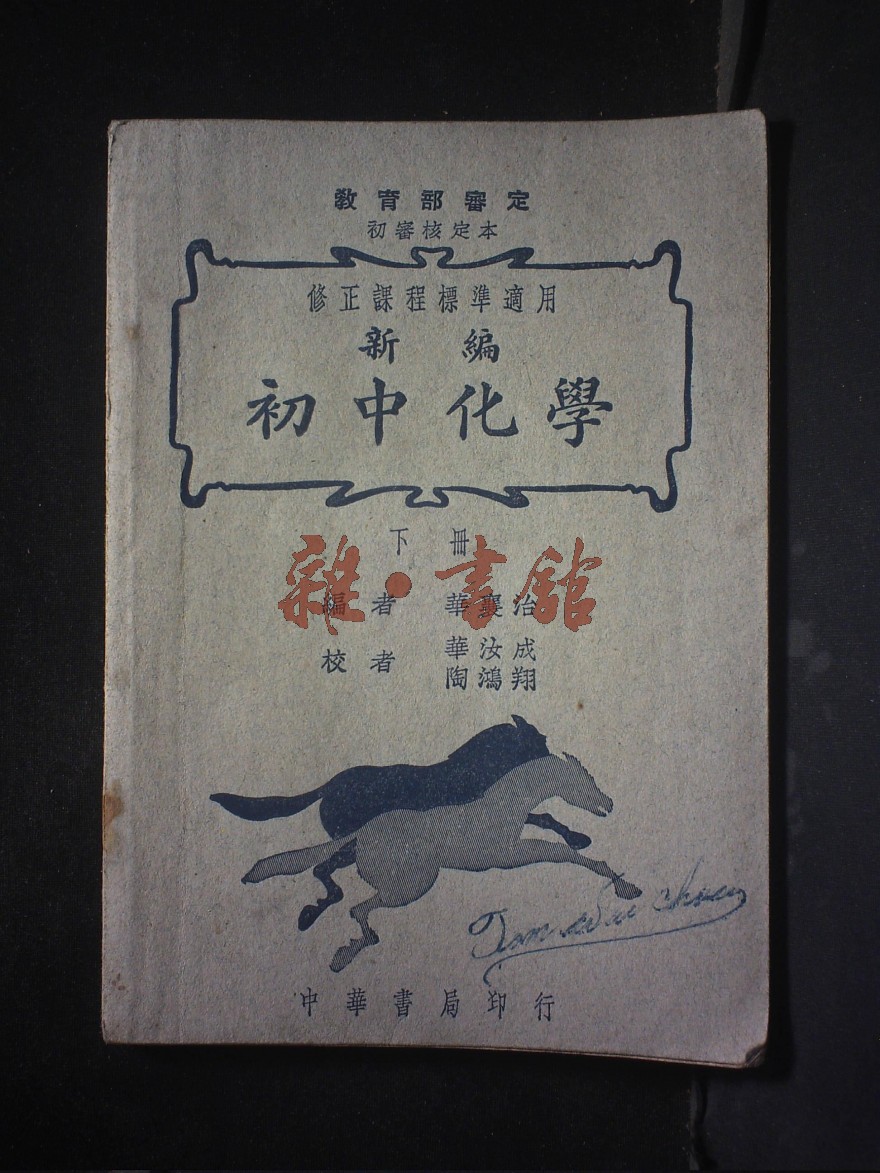 教育部審定
初審核定本
修正課程標準適用
新編
初中化學
下冊
雜·書館
編者 華襄治
校者 華汝成
陶鴻翔
中華書局印行